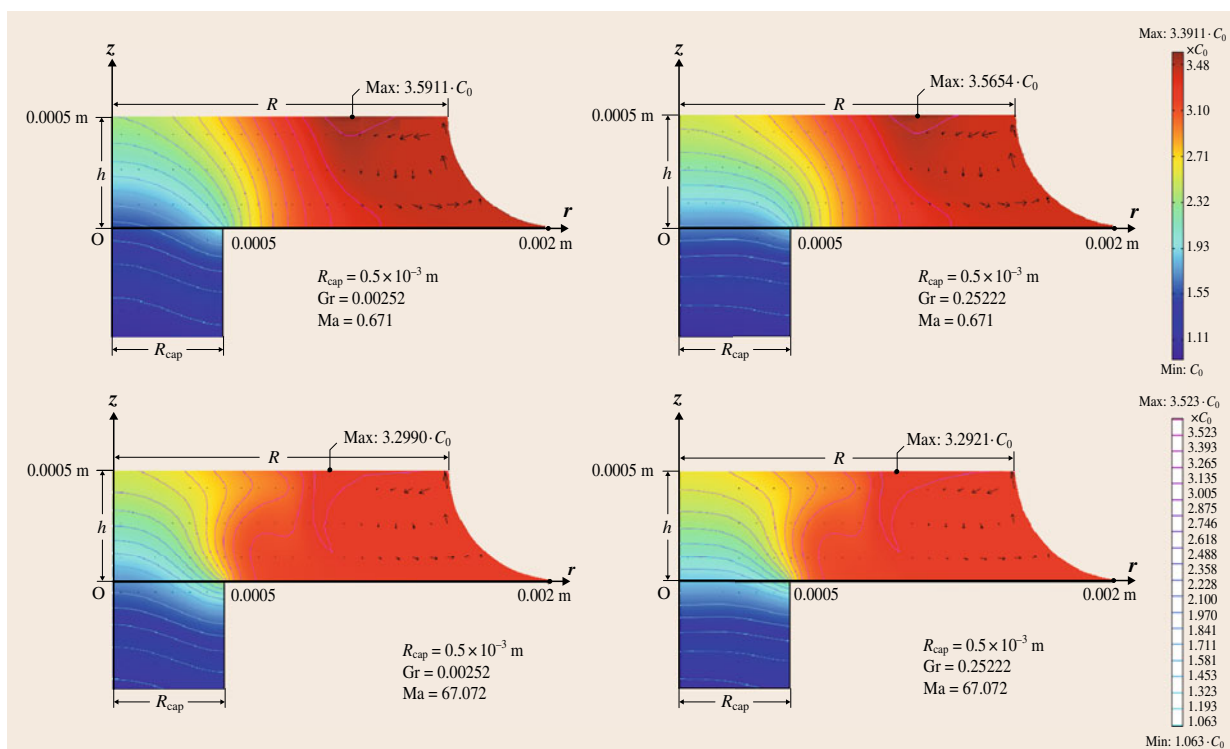 z
Max: 3.5911·C0
R
0.0005 m
h
r
O
0.0005
0.002 m
Rcap = 0.5 × 10−3 m
Gr = 0.00252
Ma = 0.671
Rcap
z
Max: 3.5654·C0
R
0.0005 m
h
r
O
0.0005
0.002 m
Rcap = 0.5 × 10−3 m
Gr = 0.25222
Ma = 0.671
Rcap
Max: 3.3911·C0
×C0
3.48
3.10
2.71
2.32
1.93
1.55
1.11
Min: C0
z
Max: 3.2990·C0
R
0.0005 m
h
r
O
0.0005
0.002 m
Rcap = 0.5 × 10−3 m
Gr = 0.00252
Ma = 67.072
Rcap
z
Max: 3.2921·C0
R
0.0005 m
h
r
O
0.0005
0.002 m
Rcap = 0.5 × 10−3 m
Gr = 0.25222
Ma = 67.072
Rcap
Max: 3.523·C0
×C0
3.523
3.393
3.265
3.135
3.005
2.875
2.746
2.618
2.488
2.358
2.228
2.100
1.970
1.841
1.711
1.581
1.453
1.323
1.193
1.063
Min: 1.063·C0